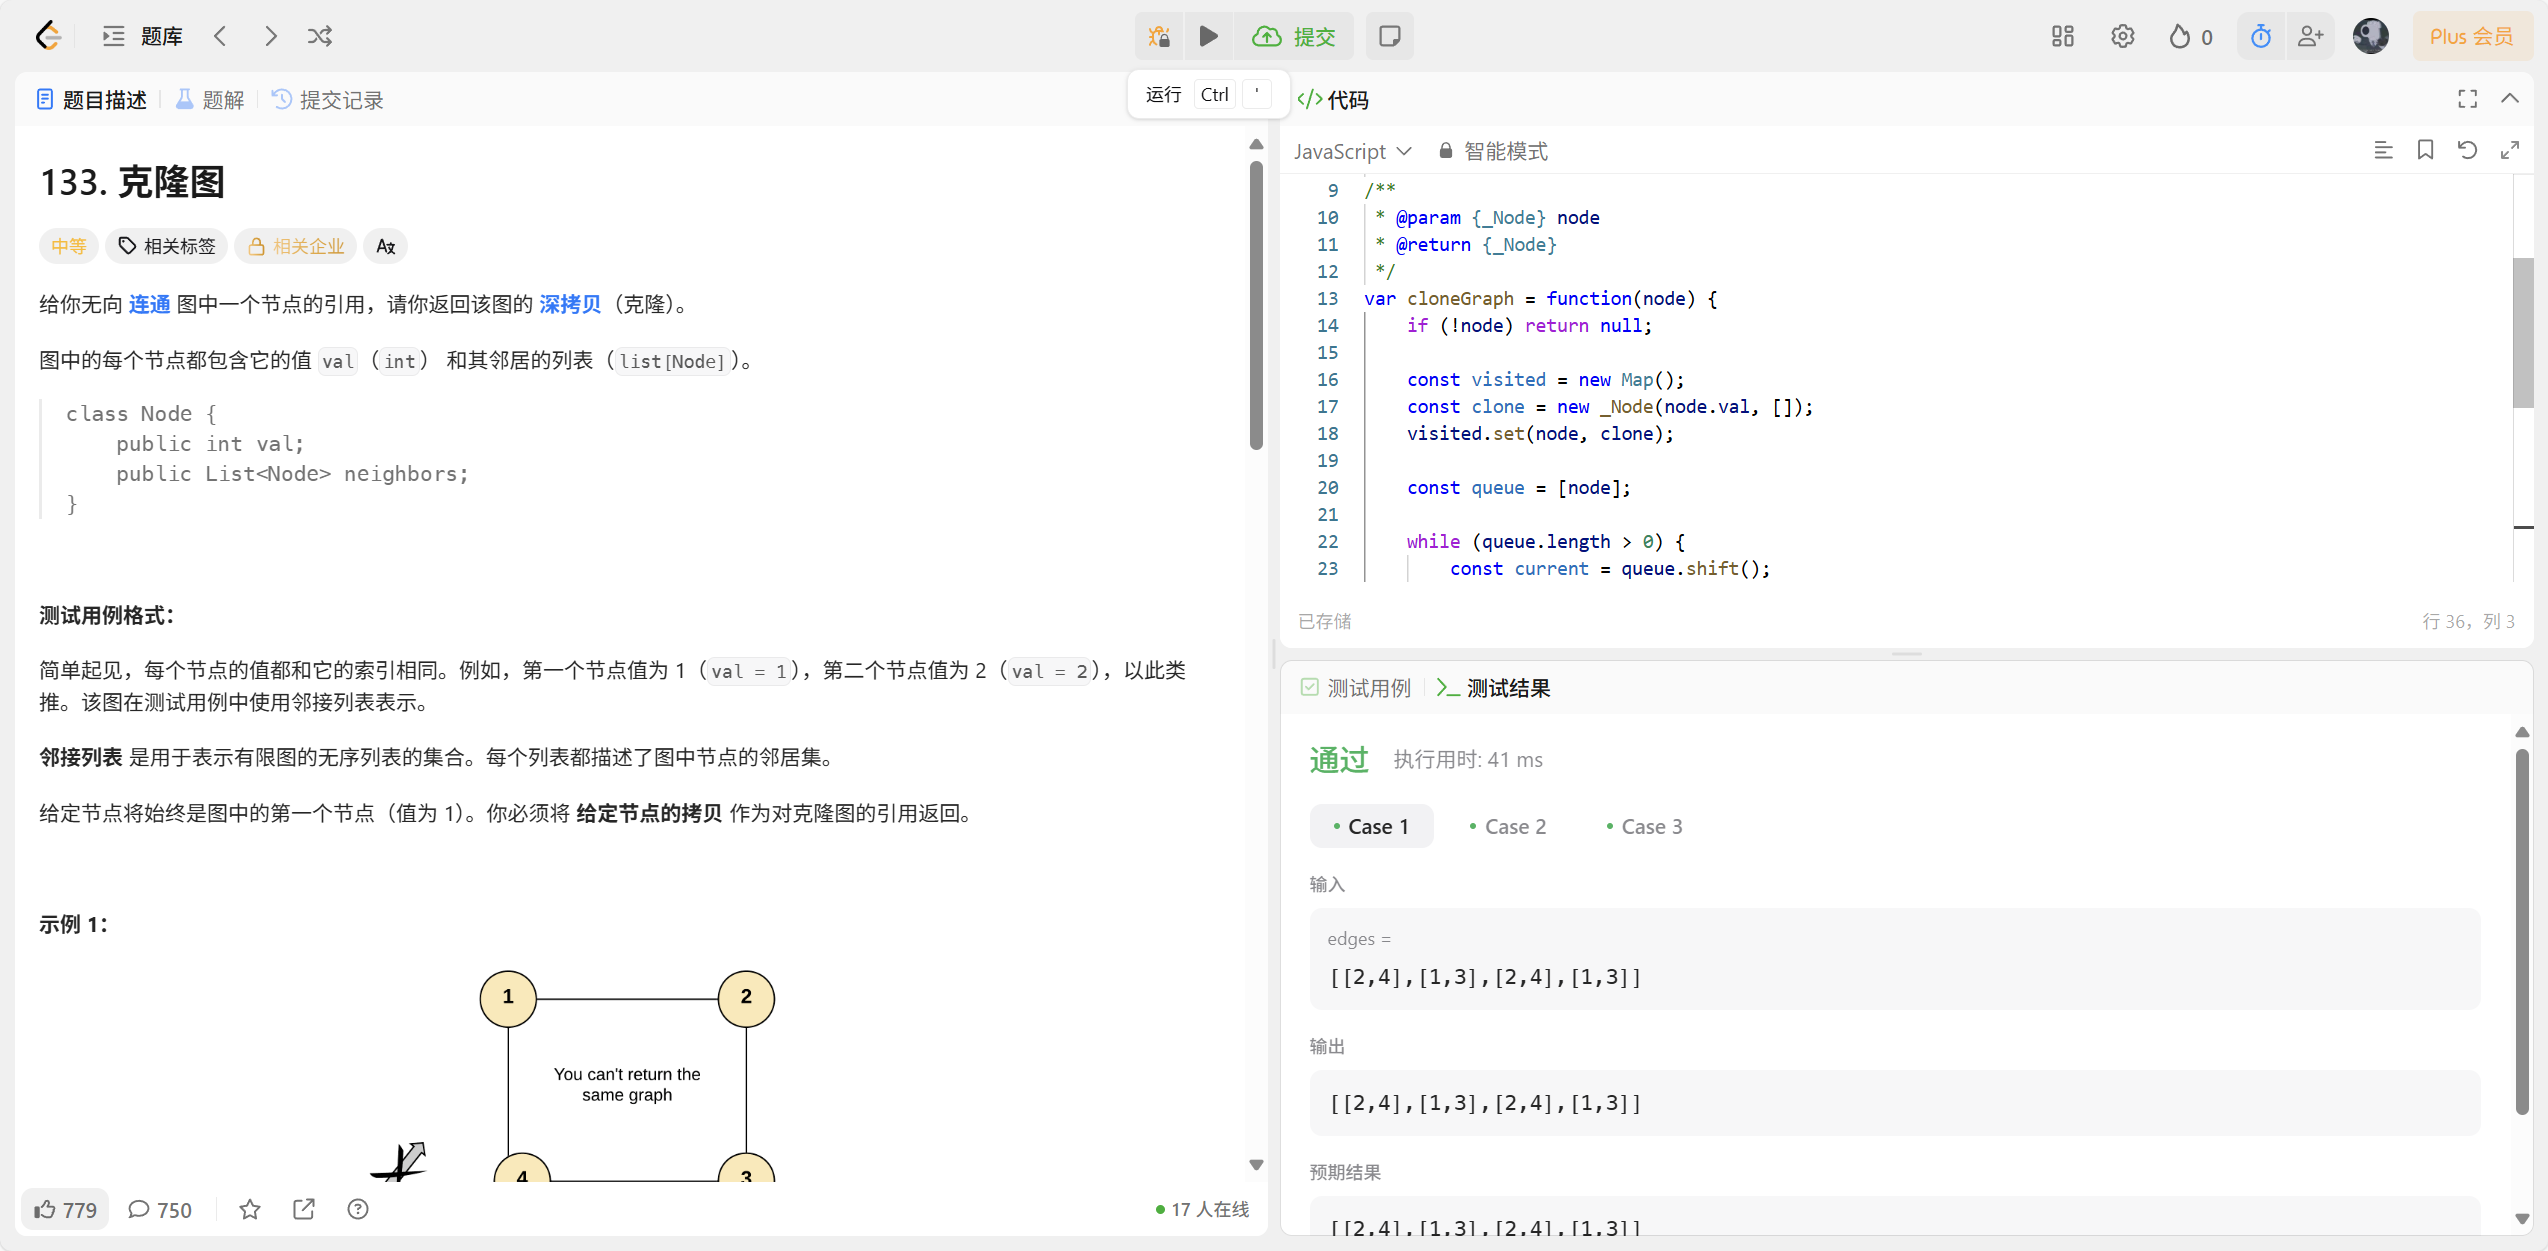 题库
提交
0
Plus 会员
运行 Ctrl '
题目描述
题解
提交记录
133. 克隆图
中等
相关标签
相关企业
给你无向 连通 图中一个节点的引用，请你返回该图的 深拷贝（克隆）。
图中的每个节点都包含它的值 val（int） 和其邻居的列表（list[Node]）。
class Node {
    public int val;
    public List<Node> neighbors;
}
测试用例格式：
简单起见，每个节点的值都和它的索引相同。例如，第一个节点值为 1（val = 1），第二个节点值为 2（val = 2），以此类
推。该图在测试用例中使用邻接列表表示。
邻接列表 是用于表示有限图的无序列表的集合。每个列表都描述了图中节点的邻居集。
给定节点将始终是图中的第一个节点（值为 1）。你必须将 给定节点的拷贝 作为对克隆图的引用返回。
示例 1：
1
2
You can't return the
same graph
4
3
779
750
17 人在线
</> 代码
JavaScript
智能模式
9 /**
10  * @param {_Node} node
11  * @return {_Node}
12  */
13 var cloneGraph = function(node) {
14     if (!node) return null;
15
16     const visited = new Map();
17     const clone = new _Node(node.val, []);
18     visited.set(node, clone);
19
20     const queue = [node];
21
22     while (queue.length > 0) {
23         const current = queue.shift();
已存储
行 36，列 3
测试用例
测试结果
通过
执行用时: 41 ms
Case 1
Case 2
Case 3
输入
edges =
[[2,4],[1,3],[2,4],[1,3]]
输出
[[2,4],[1,3],[2,4],[1,3]]
预期结果
[[2,4],[1,3],[2,4],[1,3]]